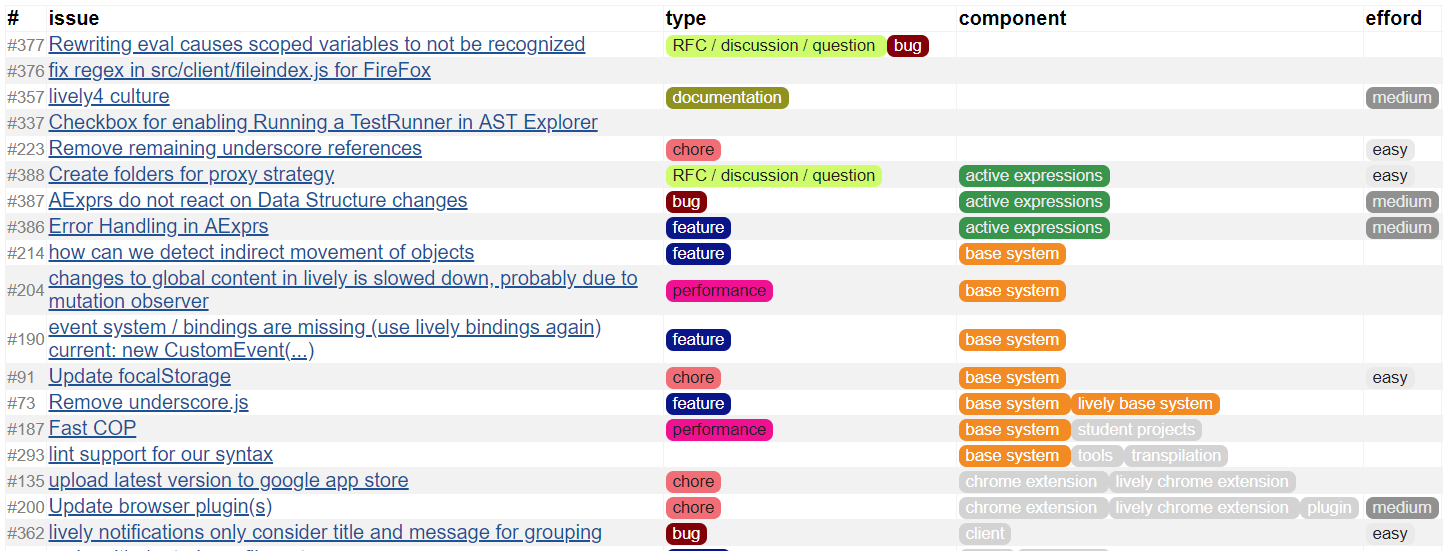 # issue type component efford
#377 Rewriting eval causes scoped variables to not be recognized RFC / discussion / question bug
#376 fix regex in src/client/fileindex.js for FireFox
#357 lively4 culture documentation medium
#337 Checkbox for enabling Running a TestRunner in AST Explorer
#223 Remove remaining underscore references chore easy
#388 Create folders for proxy strategy RFC / discussion / question active expressions easy
#387 AExprs do not react on Data Structure changes bug active expressions medium
#386 Error Handling in AExprs feature active expressions medium
#214 how can we detect indirect movement of objects feature base system
#204 changes to global content in lively is slowed down, probably due to
mutation observer performance base system
#190 event system / bindings are missing (use lively bindings again)
current: new CustomEvent(...) feature base system
#91 Update focalStorage chore base system easy
#73 Remove underscore.js feature base system lively base system
#187 Fast COP performance base system student projects
#293 lint support for our syntax base system tools transpilation
#135 upload latest version to google app store chore chrome extension lively chrome extension
#200 Update browser plugin(s) chore chrome extension lively chrome extension plugin medium
#362 lively notifications only consider title and message for grouping bug client easy